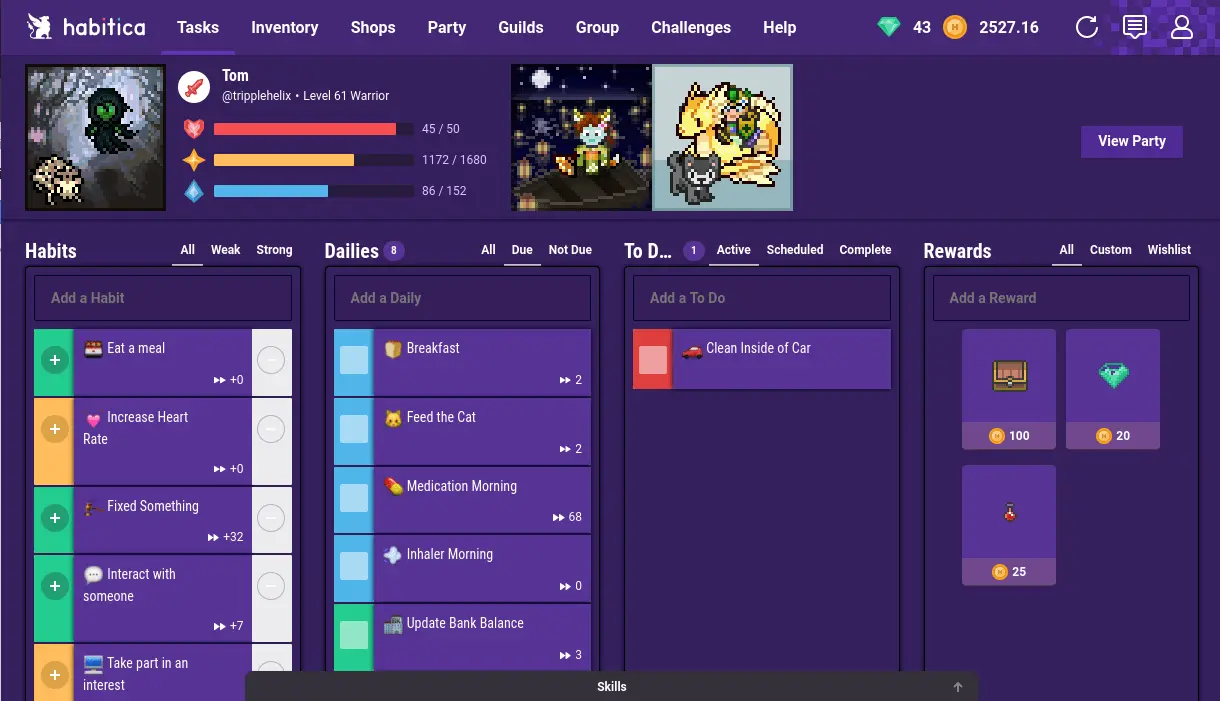 habitica Tasks Inventory Shops Party Guilds Group Challenges Help 43 2527.16
Tom
@tripplehelix • Level 61 Warrior
45 / 50
1172 / 1680
86 / 152
View Party
Habits All Weak Strong
Add a Habit
Eat a meal
+0
Increase Heart
Rate
+0
Fixed Something
+32
Interact with
someone
+7
Take part in an
interest
Dailies 8 All Due Not Due
Add a Daily
Breakfast
2
Feed the Cat
2
Medication Morning
68
Inhaler Morning
0
Update Bank Balance
3
To D... 1 Active Scheduled Complete
Add a To Do
Clean Inside of Car
Rewards All Custom Wishlist
Add a Reward
100
20
25
Skills